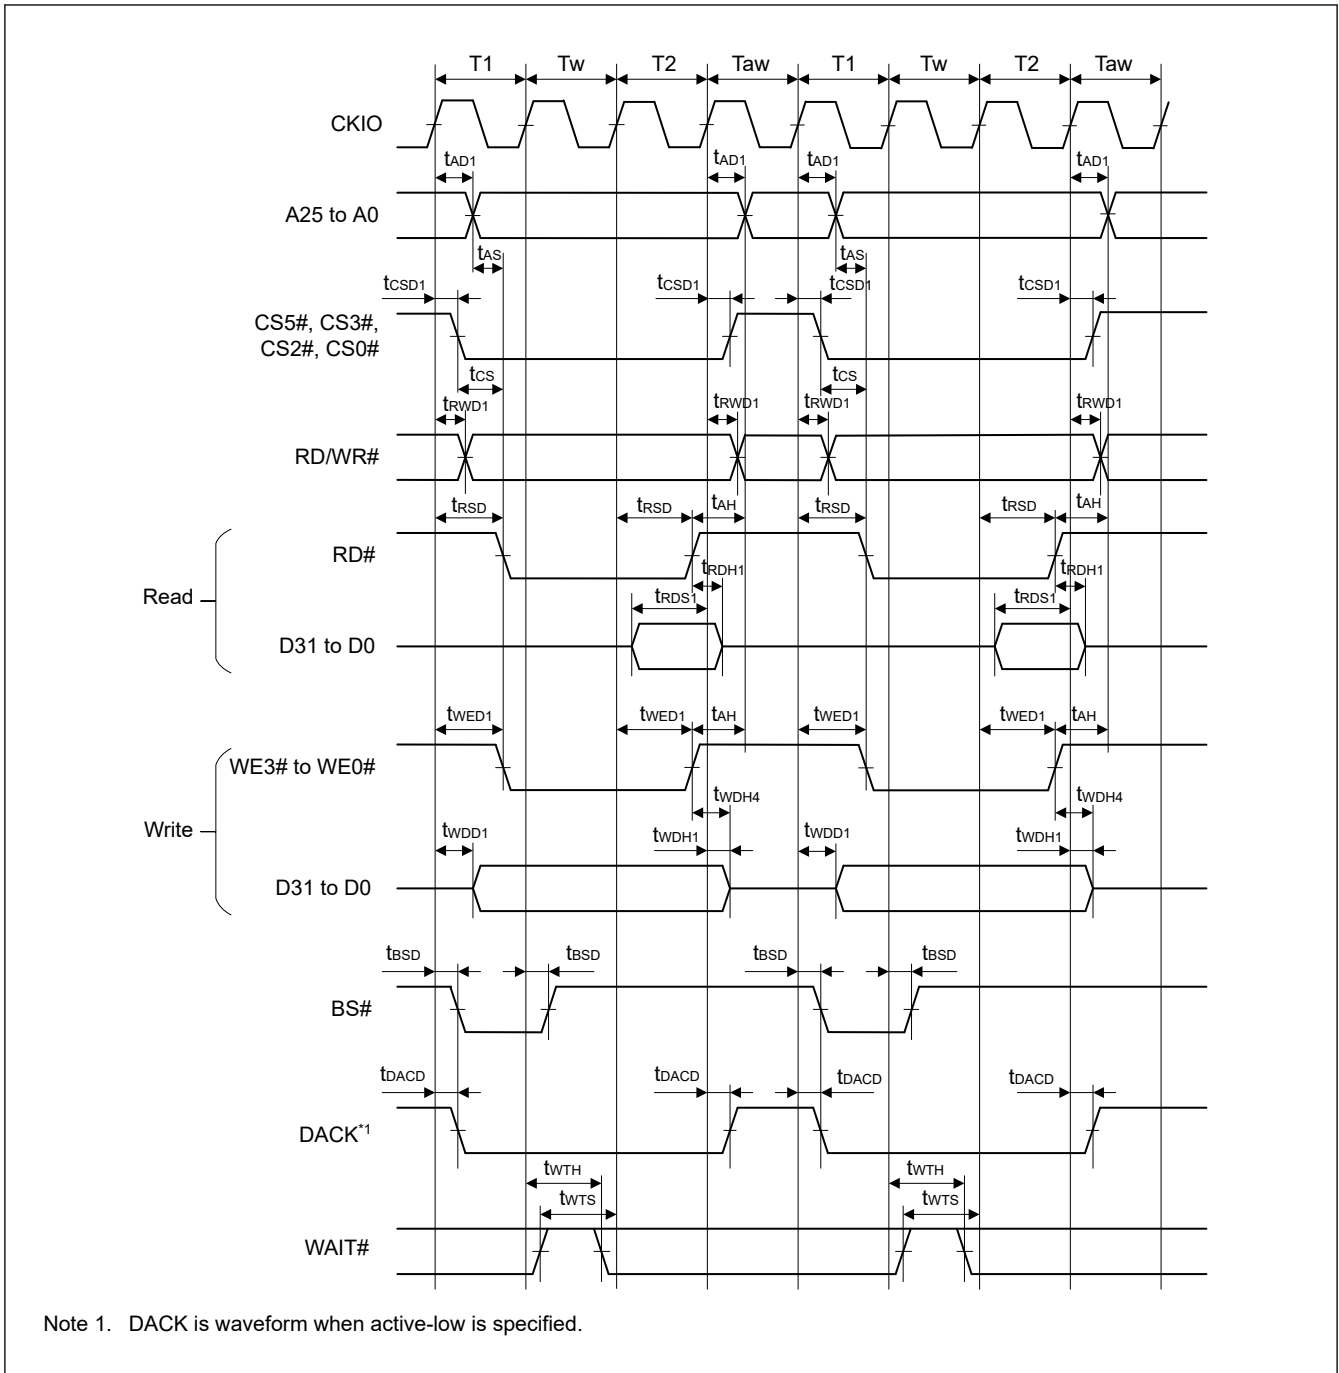 T1 Tw T2 Taw T1 Tw T2 Taw
CKIO
tAD1 tAD1 tAD1 tAD1
A25 to A0
tAS tAS
tCSD1 tCSD1 tCSD1 tCSD1
CS5#, CS3#,
CS2#, CS0#
tCS tCS
tRWD1 tRWD1 tRWD1 tRWD1
RD/WR#
tRSD tRSD tAH tRSD tRSD tAH
RD#
tRDH1 tRDH1
Read
tRDS1 tRDS1
D31 to D0
tWED1 tWED1 tAH tWED1 tWED1 tAH
WE3# to WE0#
tWDH4 tWDH4
Write
tWDD1 tWDH1 tWDD1 tWDH1
D31 to D0
tBSD tBSD tBSD tBSD
BS#
tDACD tDACD tDACD tDACD
DACK*1
tWTH tWTH
tWTS tWTS
WAIT#
Note 1. DACK is waveform when active-low is specified.